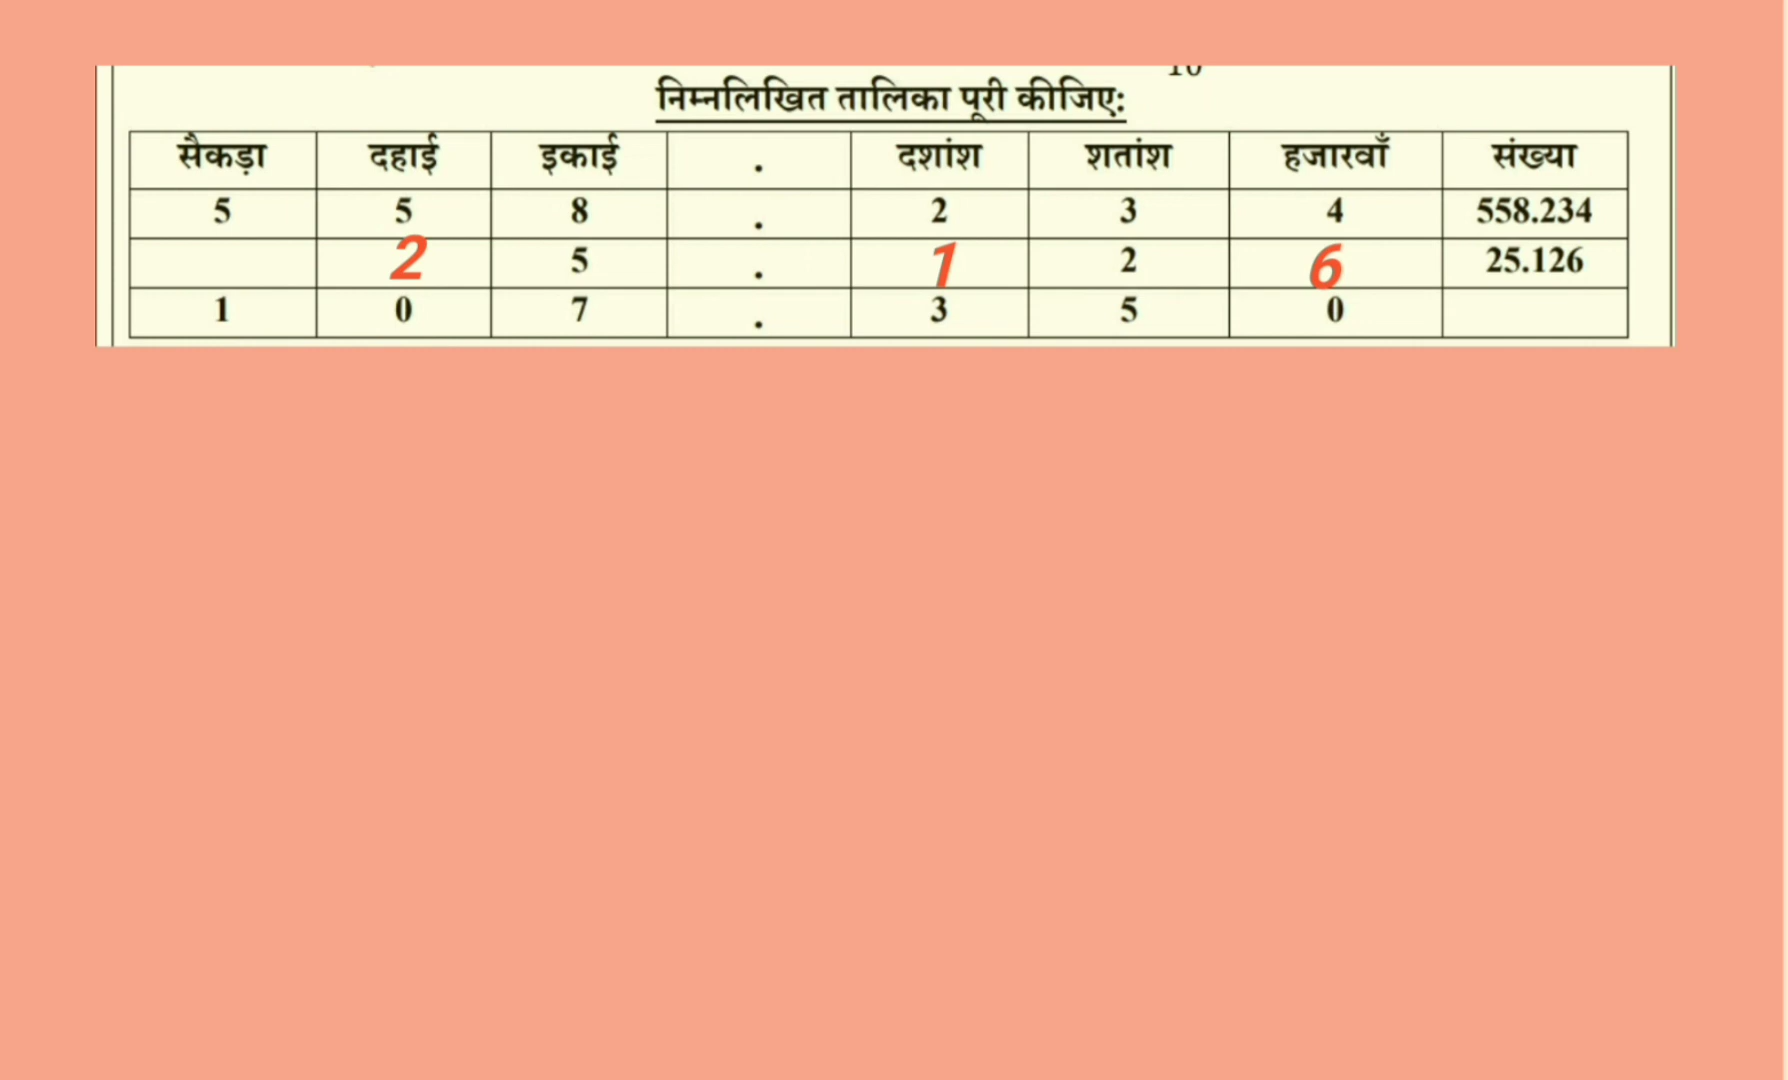 निम्नलिखित तालिका पूरी कीजिए:
सैकड़ा दहाई इकाई . दशांश शतांश हजारवाँ संख्या
5 5 8 . 2 3 4 558.234
2 5 . 1 2 6 25.126
1 0 7 . 3 5 0